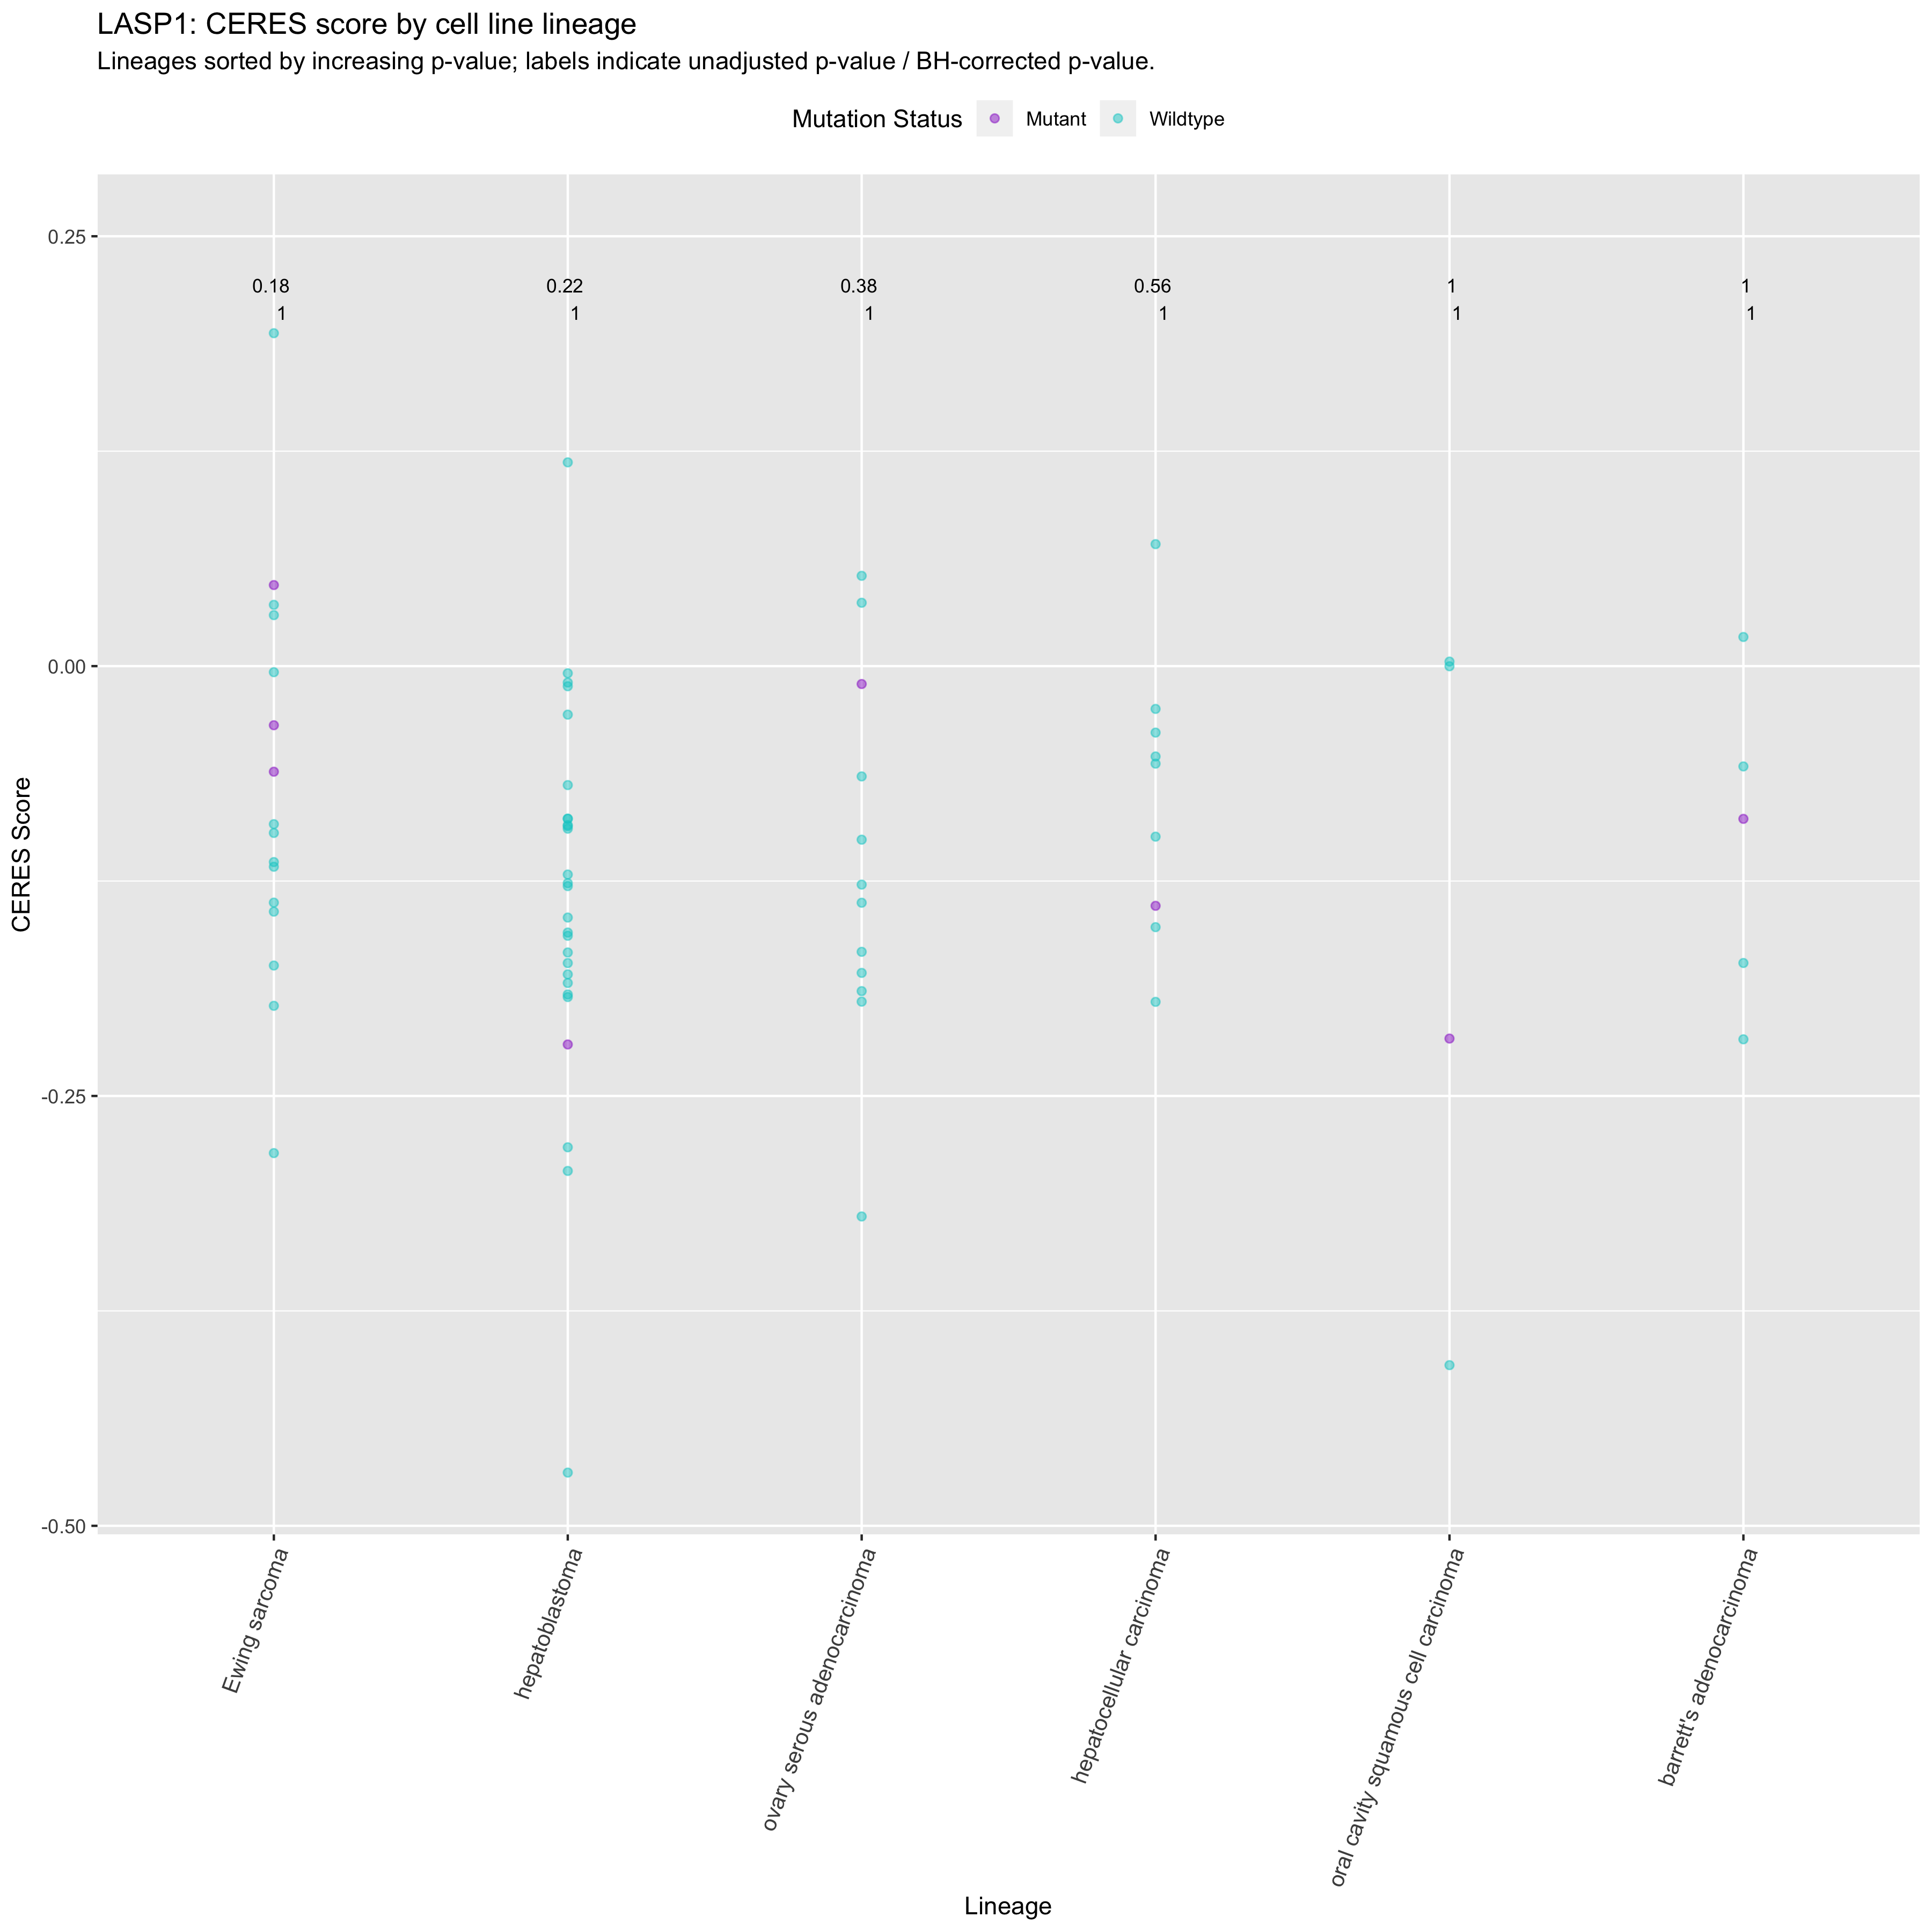 LASP1: CERES score by cell line lineage
Lineages sorted by increasing p-value; labels indicate unadjusted p-value / BH-corrected p-value.
Mutation Status Mutant Wildtype
0.25
0.18 0.22 0.38 0.56 1 1
1 1 1 1 1 1
0.00
CERES Score
-0.25
-0.50
Ewing sarcoma
hepatoblastoma
ovary serous adenocarcinoma
hepatocellular carcinoma
oral cavity squamous cell carcinoma
barrett's adenocarcinoma
Lineage